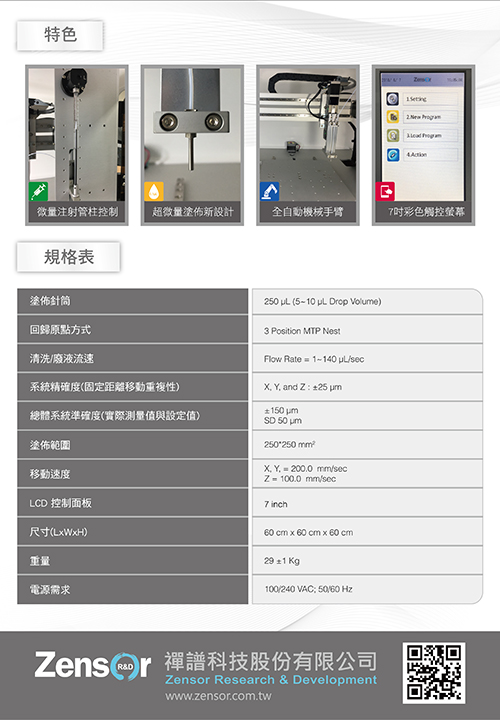 特色
微量注射管柱控制
超微量塗佈新設計
Zensor
1.Setting
2.New Program
3.Load Program
4.Action
全自動機械手臂
7吋彩色觸控螢幕
規格表
塗佈針筒 250 µL (5~10 µL Drop Volume)
回歸原點方式 3 Position MTP Nest
清洗/廢液流速 Flow Rate = 1~140 µL/sec
系統精確度(固定距離移動重複性) X, Y, and Z : ±25 µm
總體系統準確度(實際測量值與設定值) ±150 µm
SD 50 µm
塗佈範圍 250*250 mm²
移動速度 X, Y, = 200.0 mm/sec
Z = 100.0 mm/sec
LCD 控制面板 7 inch
尺寸(LxWxH) 60 cm x 60 cm x 60 cm
重量 29 ±1 Kg
電源需求 100/240 VAC; 50/60 Hz
Zensor R&D
禪譜科技股份有限公司
Zensor Research & Development
www.zensor.com.tw